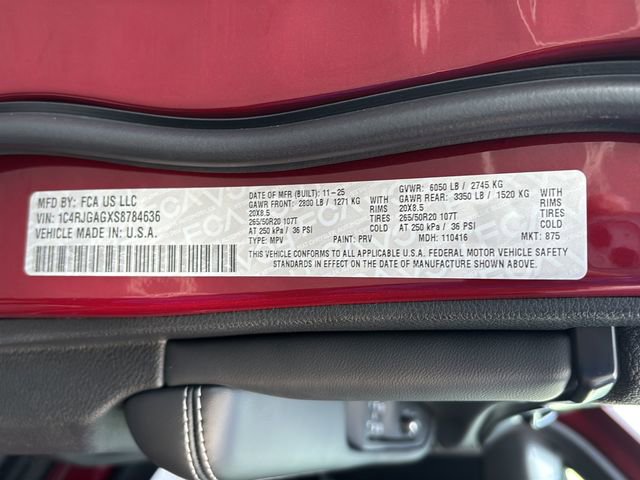 MFD BY: FCA US LLC
VIN: 1C4RJGAGXS8784636
VEHICLE MADE IN: U.S.A.
DATE OF MFR (BUILT): 11-25
GAWR FRONT: 2800 LB / 1271 KG
20X8.5
265/50R20 107T
AT 250 kPa / 36 PSI
TYPE: MPV
WITH
RIMS
TIRES
COLD
PAINT: PRV
GVWR: 6050 LB / 2745 KG
GAWR REAR: 3350 LB / 1520 KG
20X8.5
265/50R20 107T
AT 250 kPa / 36 PSI
MDH: 110416
WITH
RIMS
TIRES
COLD
MKT: 875
THIS VEHICLE CONFORMS TO ALL APPLICABLE U.S.A. FEDERAL MOTOR VEHICLE SAFETY
STANDARDS IN EFFECT ON THE DATE OF MANUFACTURE SHOWN ABOVE.